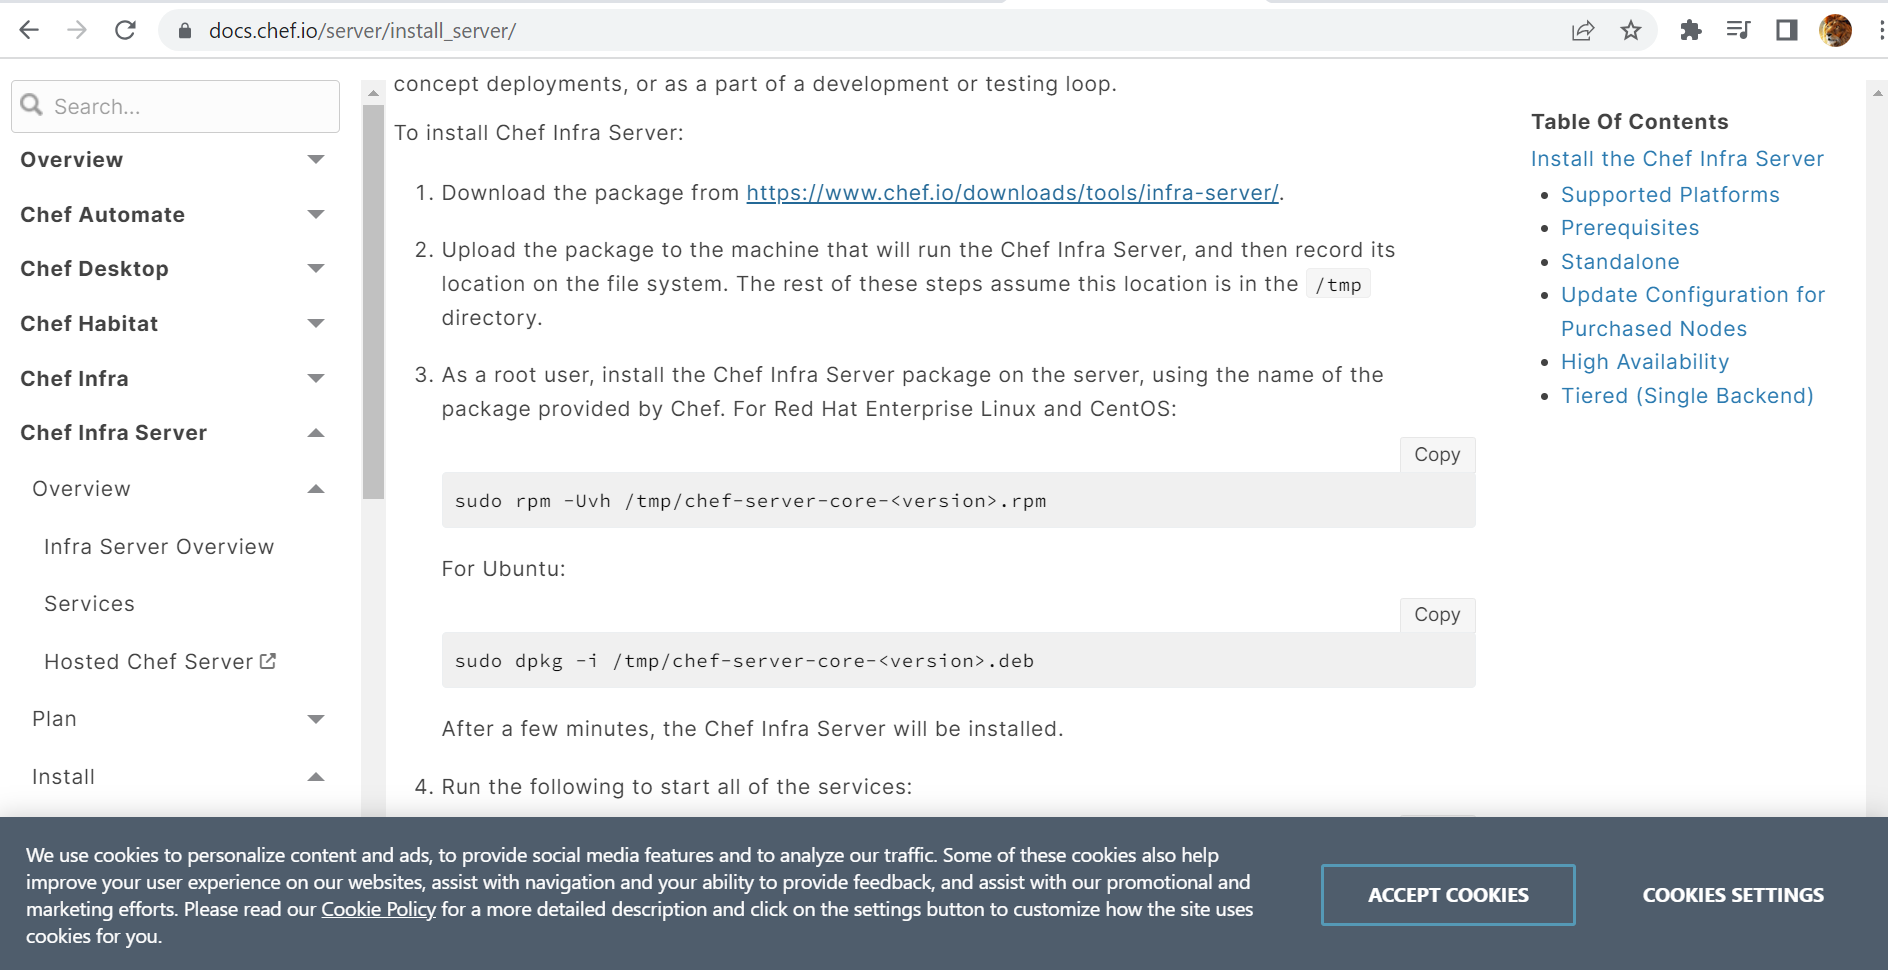 docs.chef.io/server/install_server/
Search...
Overview
Chef Automate
Chef Desktop
Chef Habitat
Chef Infra
Chef Infra Server
Overview
Infra Server Overview
Services
Hosted Chef Server
Plan
Install
concept deployments, or as a part of a development or testing loop.
To install Chef Infra Server:
1. Download the package from https://www.chef.io/downloads/tools/infra-server/.
2. Upload the package to the machine that will run the Chef Infra Server, and then record its
location on the file system. The rest of these steps assume this location is in the /tmp
directory.
3. As a root user, install the Chef Infra Server package on the server, using the name of the
package provided by Chef. For Red Hat Enterprise Linux and CentOS:
Copy
sudo rpm -Uvh /tmp/chef-server-core-<version>.rpm
For Ubuntu:
Copy
sudo dpkg -i /tmp/chef-server-core-<version>.deb
After a few minutes, the Chef Infra Server will be installed.
4. Run the following to start all of the services:
Table Of Contents
Install the Chef Infra Server
• Supported Platforms
• Prerequisites
• Standalone
• Update Configuration for
Purchased Nodes
• High Availability
• Tiered (Single Backend)
We use cookies to personalize content and ads, to provide social media features and to analyze our traffic. Some of these cookies also help
improve your user experience on our websites, assist with navigation and your ability to provide feedback, and assist with our promotional and
marketing efforts. Please read our Cookie Policy for a more detailed description and click on the settings button to customize how the site uses
cookies for you.
ACCEPT COOKIES
COOKIES SETTINGS